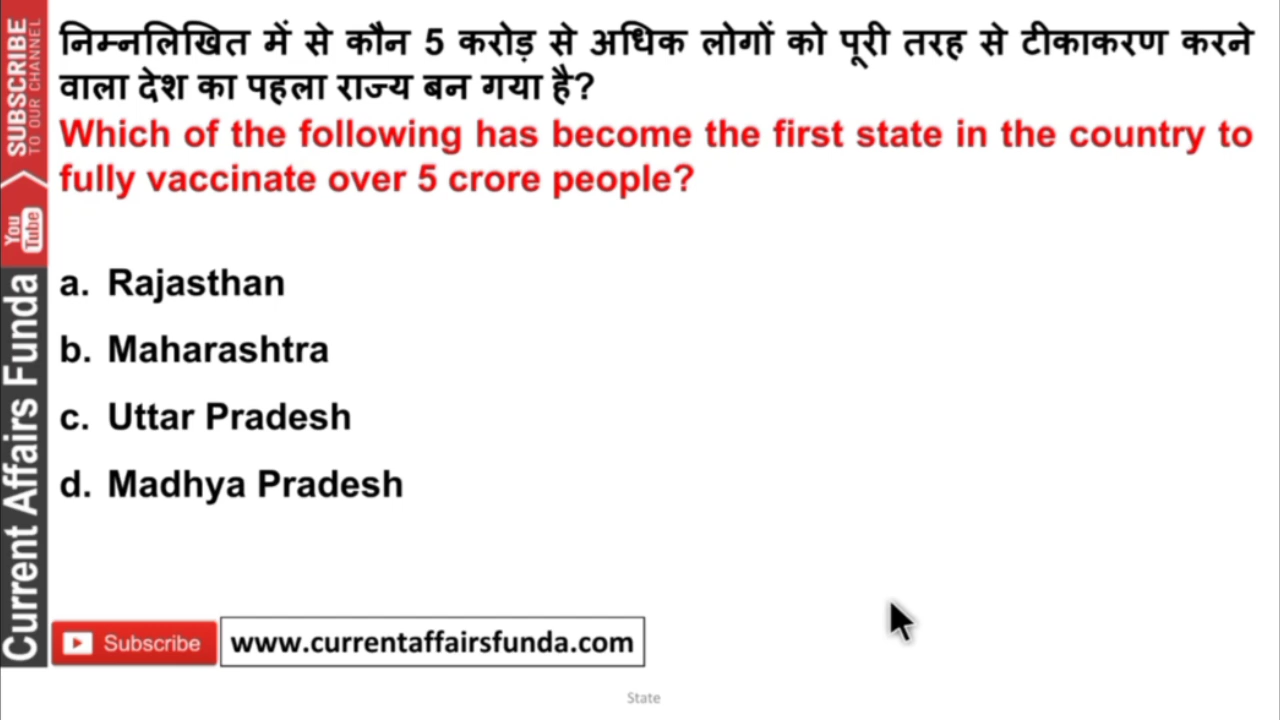 निम्नलिखित में से कौन 5 करोड़ से अधिक लोगों को पूरी तरह से टीकाकरण करने
वाला देश का पहला राज्य बन गया है?
Which of the following has become the first state in the country to
fully vaccinate over 5 crore people?
a. Rajasthan
b. Maharashtra
c. Uttar Pradesh
d. Madhya Pradesh
SUBSCRIBE
TO OUR CHANNEL
You
Tube
Current Affairs Funda
Subscribe
www.currentaffairsfunda.com
State